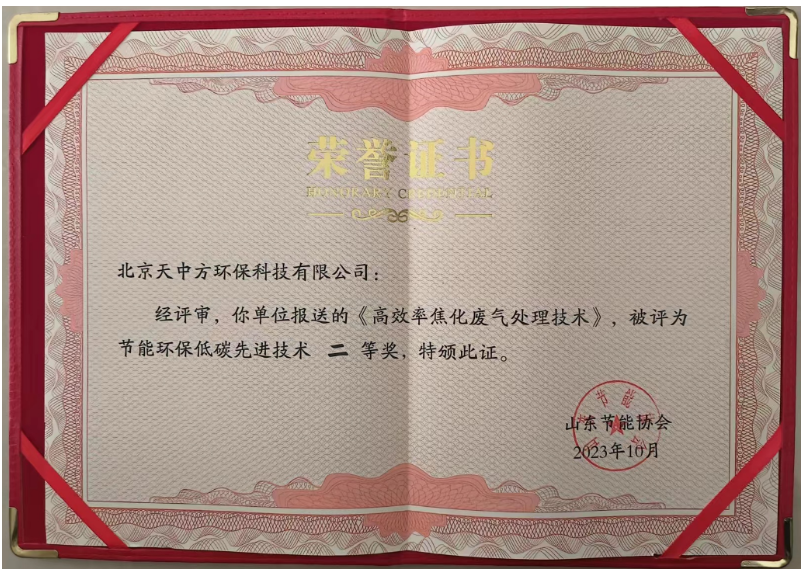 荣誉证书
HONORARY CREDENTIAL
北京天中方环保科技有限公司：
经评审，你单位报送的《高效率焦化废气处理技术》，被评为
节能环保低碳先进技术 二 等奖，特颁此证。
山东节能协会
2023年10月